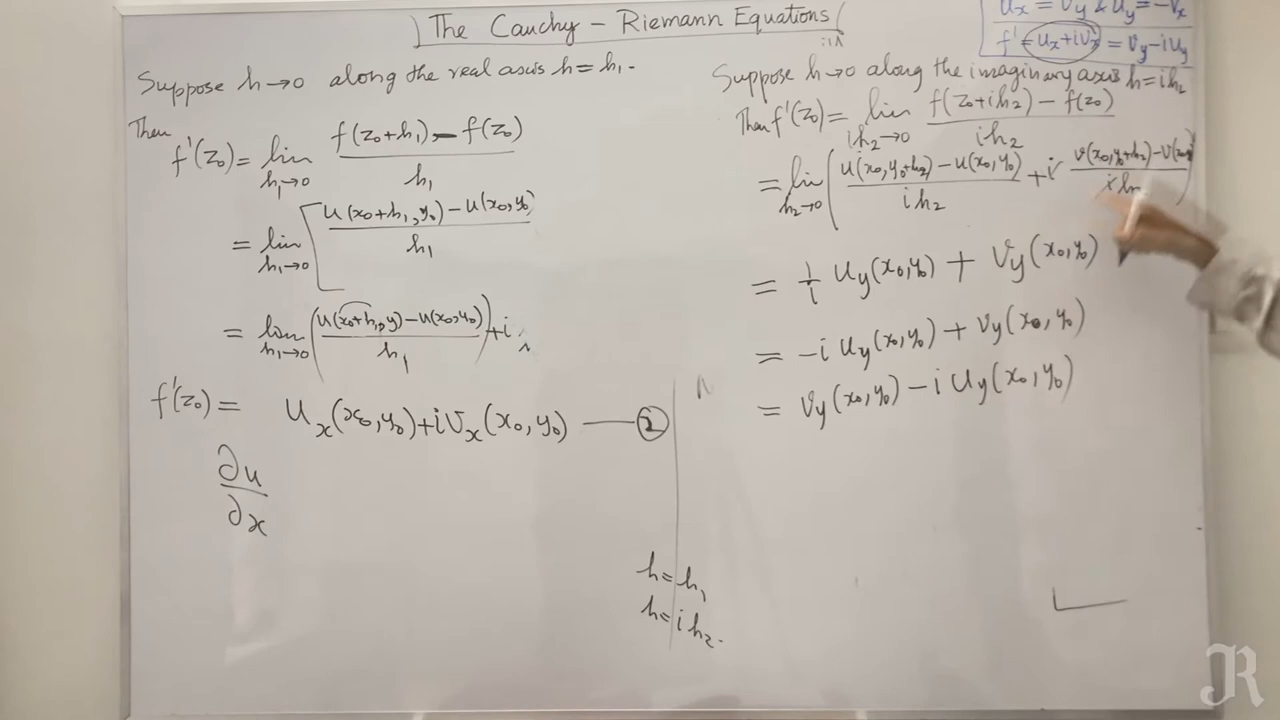 The Cauchy – Riemann Equations
Suppose h→0 along the real axis h = h₁.
Then
f'(z₀) = lim h₁→0 f(z₀+h₁) – f(z₀) / h₁
= lim h₁→0 [ u(x₀+h₁, y₀) – u(x₀, y₀) / h₁
= lim h₁→0 ( u(x₀+h₁, y) – u(x₀, y₀) / h₁ ) + i
f'(z₀) = Uₓ(x₀, y₀) + iVₓ(x₀, y₀) —— ②
∂u / ∂x
h = h₁
h = ih₂.
Uₓ = Vy & Uy = –Vₓ
f' = Uₓ + iVₓ = Vy – iUy
Suppose h→0 along the imaginary axis h = ih₂
Then f'(z₀) = lim ih₂→0 f(z₀+ih₂) – f(z₀) / ih₂
= lim h₂→0 ( u(x₀, y₀+h₂) – u(x₀, y₀) / ih₂ + i v(x₀, y₀+h₂) – v(x₀
= 1/i Uy(x₀, y₀) + Vy(x₀, y₀)
= –i Uy(x₀, y₀) + Vy(x₀, y₀)
= Vy(x₀, y₀) – i Uy(x₀, y₀)
R